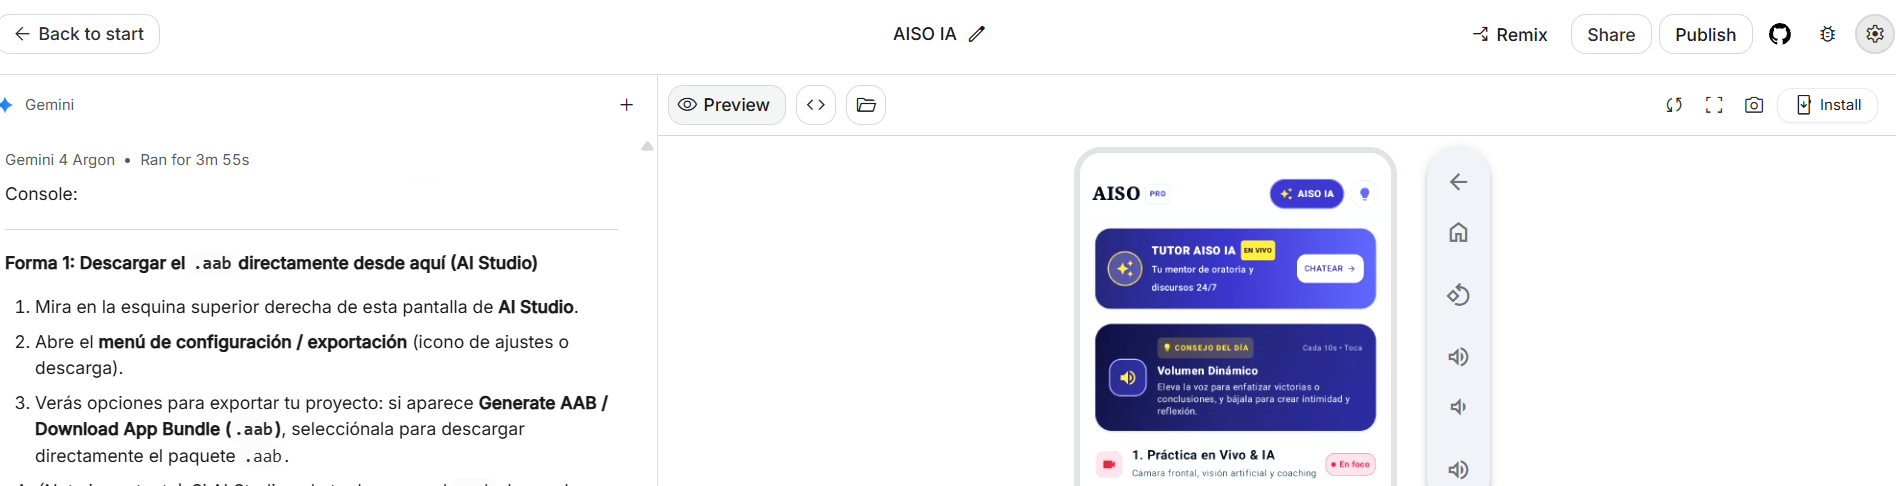 Back to start
AISO IA
Remix
Share
Publish
Gemini
Preview
Install
Gemini 4 Argon • Ran for 3m 55s
Console:
Forma 1: Descargar el .aab directamente desde aquí (AI Studio)
1. Mira en la esquina superior derecha de esta pantalla de AI Studio.
2. Abre el menú de configuración / exportación (icono de ajustes o
descarga).
3. Verás opciones para exportar tu proyecto: si aparece Generate AAB /
Download App Bundle (.aab), selecciónala para descargar
directamente el paquete .aab.
AISO PRO
AISO IA
TUTOR AISO IA EN VIVO
Tu mentor de oratoria y
discursos 24/7
CHATEAR →
CONSEJO DEL DÍA
Cada 10s • Toca
Volumen Dinámico
Eleva la voz para enfatizar victorias o
conclusiones, y bájala para crear intimidad y
reflexión.
1. Práctica en Vivo & IA
Cámara frontal, visión artificial y coaching
• En foco